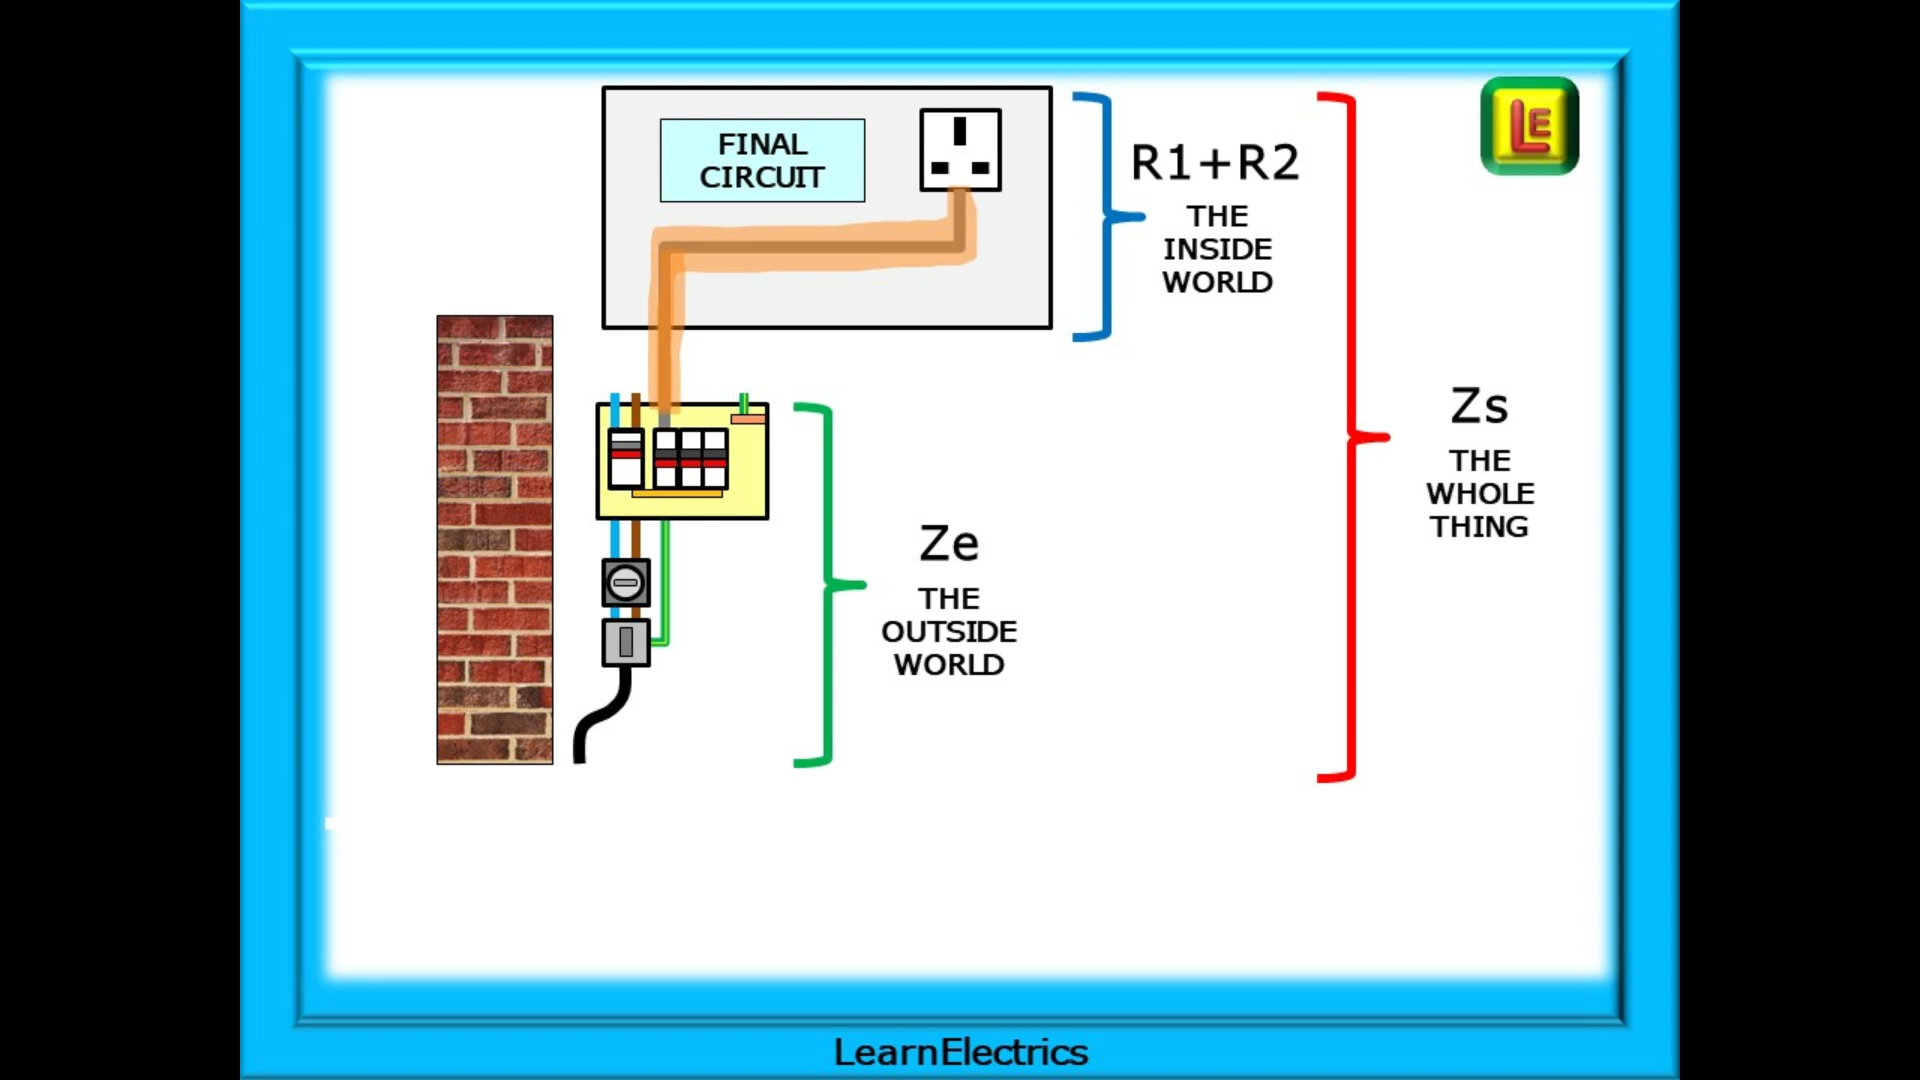 FINAL
CIRCUIT
R1+R2
THE
INSIDE
WORLD
LE
Zs
THE
WHOLE
THING
Ze
THE
OUTSIDE
WORLD
LearnElectrics